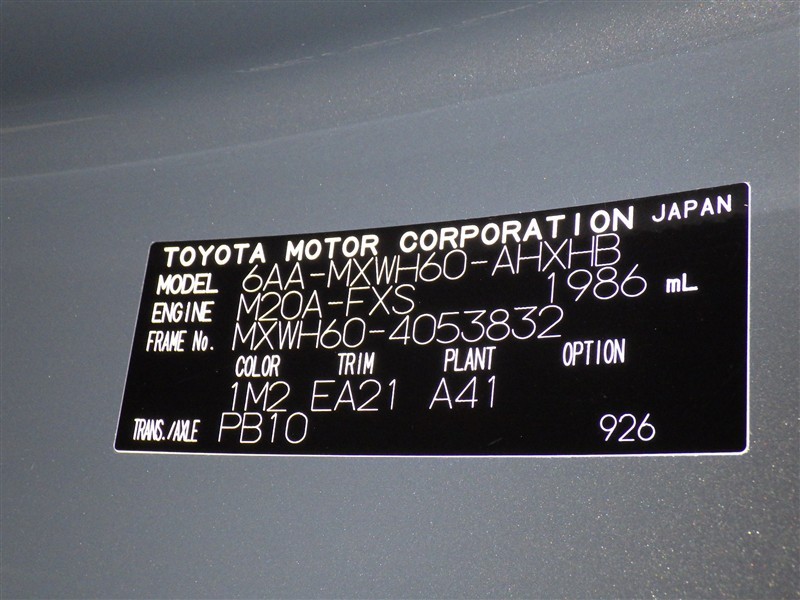 TOYOTA MOTOR CORPORATION JAPAN
MODEL 6AA-MXWH60-AHXHB
ENGINE M20A-FXS 1986 mL
FRAME No. MXWH60-4053832
COLOR TRIM PLANT OPTION
1M2 EA21 A41
TRANS./AXLE PB10 926